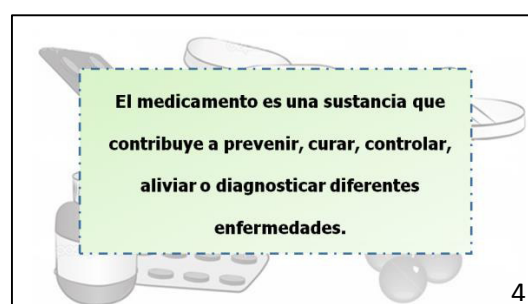 El medicamento es una sustancia que
contribuye a prevenir, curar, controlar,
aliviar o diagnosticar diferentes
enfermedades.
4